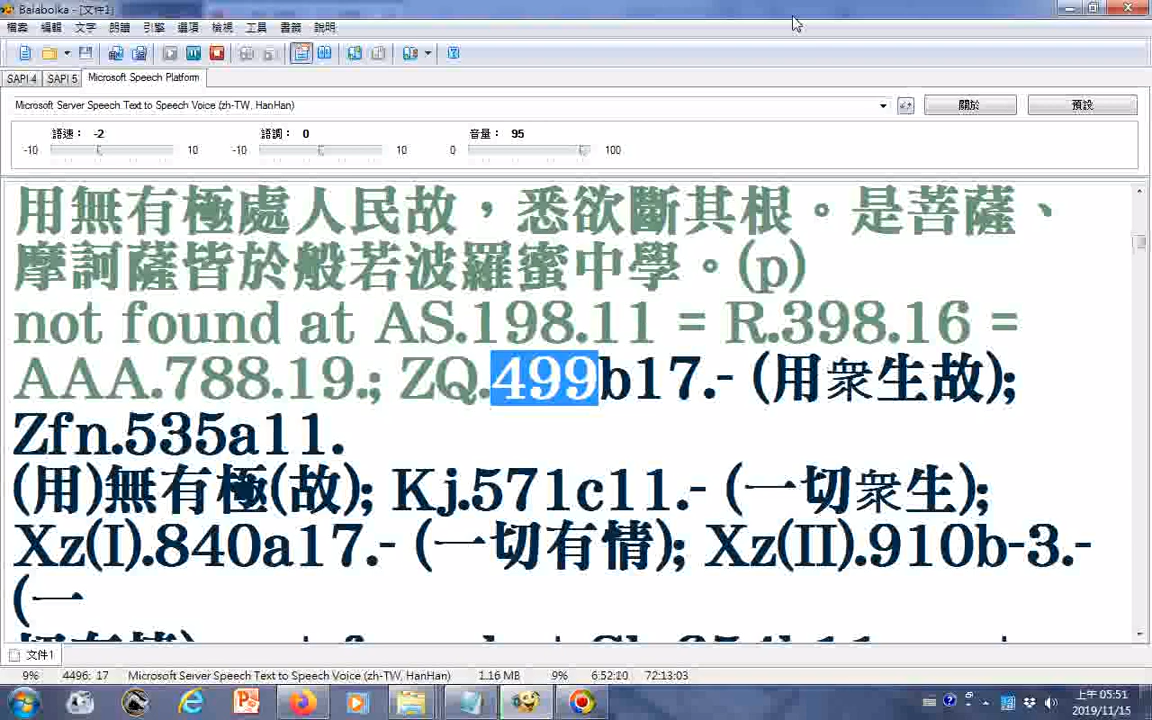 Balabolka - [文件1]
檔案 編輯 文字 朗讀 引擎 選項 檢視 工具 書籤 說明
SAPI 4 SAPI 5 Microsoft Speech Platform
Microsoft Server Speech Text to Speech Voice (zh-TW, HanHan) 關於 預設
語速: -2 語調: 0 音量: 95
-10 10 -10 10 0 100
用無有極處人民故，悉欲斷其根。是菩薩、
摩訶薩皆於般若波羅蜜中學。(p)
not found at AS.198.11 = R.398.16 =
AAA.788.19.; ZQ.499b17.- (用衆生故);
Zfn.535a11.
(用)無有極(故); Kj.571c11.- (一切衆生);
Xz(I).840a17.- (一切有情); Xz(II).910b-3.-
(一
文件1
9% 4496: 17 Microsoft Server Speech Text to Speech Voice (zh-TW, HanHan) 1.16 MB 9% 6:52:10 72:13:03
上午 05:51
2019/11/15